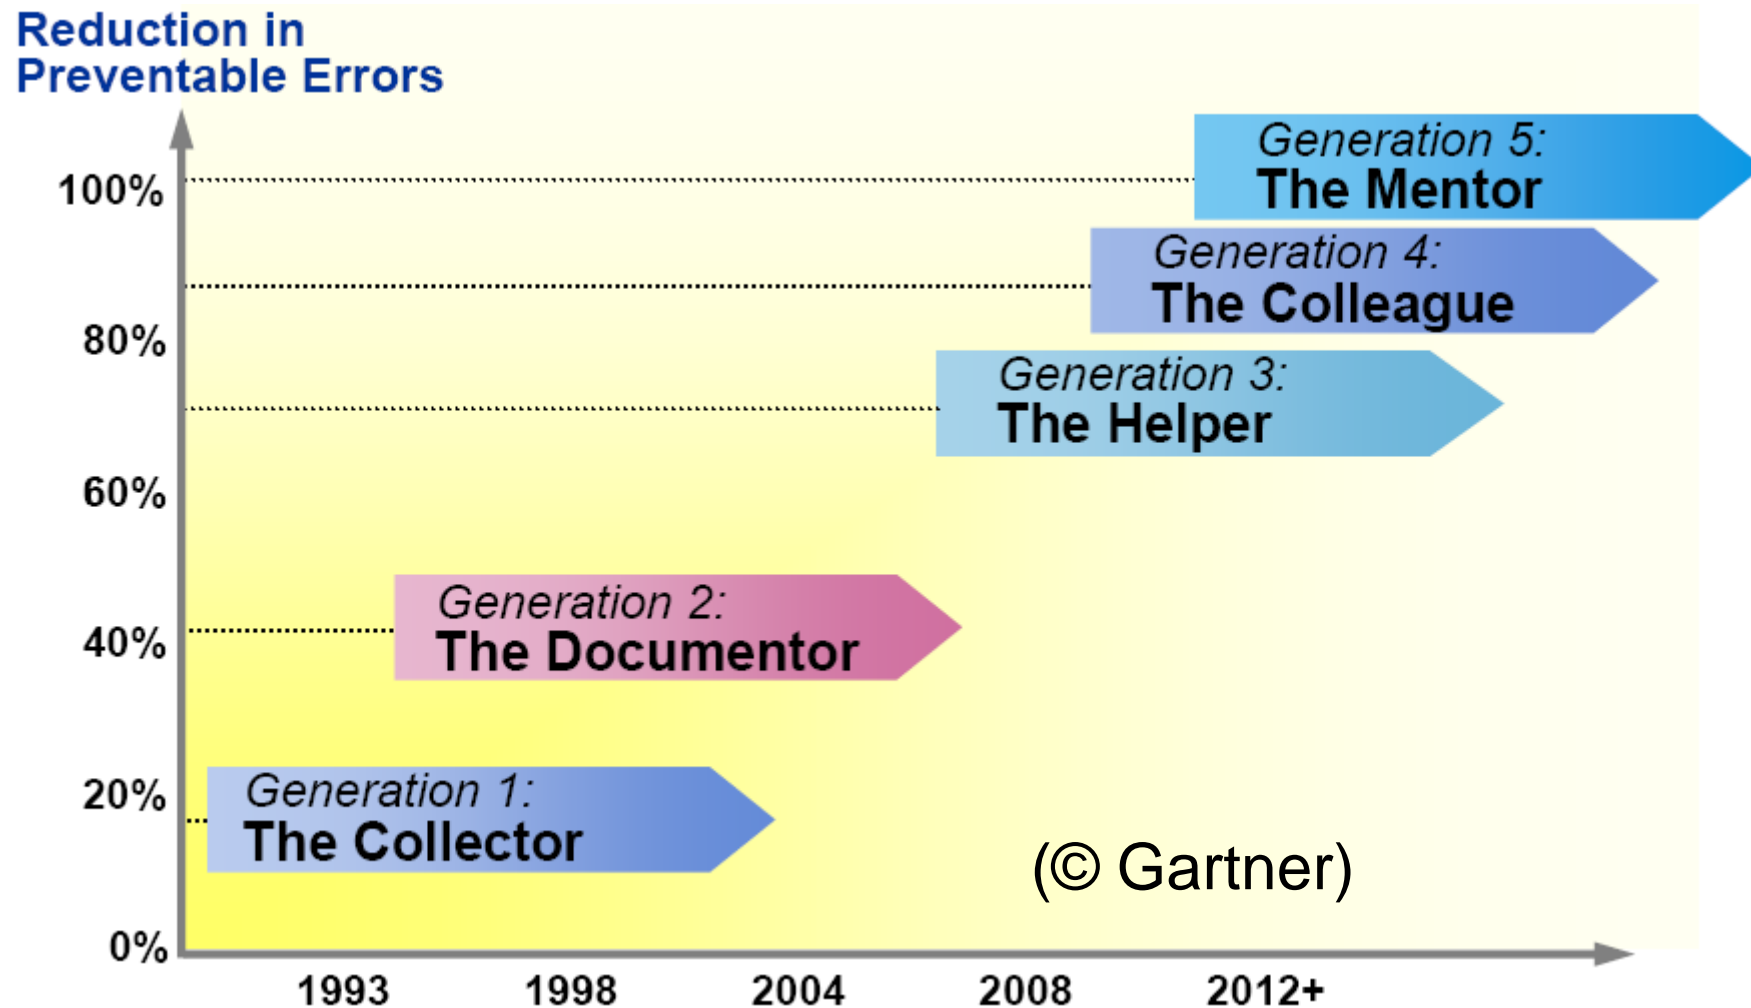 Reduction in
Preventable Errors
100%
80%
60%
40%
20%
0%
Generation 5:
The Mentor
Generation 4:
The Colleague
Generation 3:
The Helper
Generation 2:
The Documentor
Generation 1:
The Collector
(© Gartner)
1993 1998 2004 2008 2012+